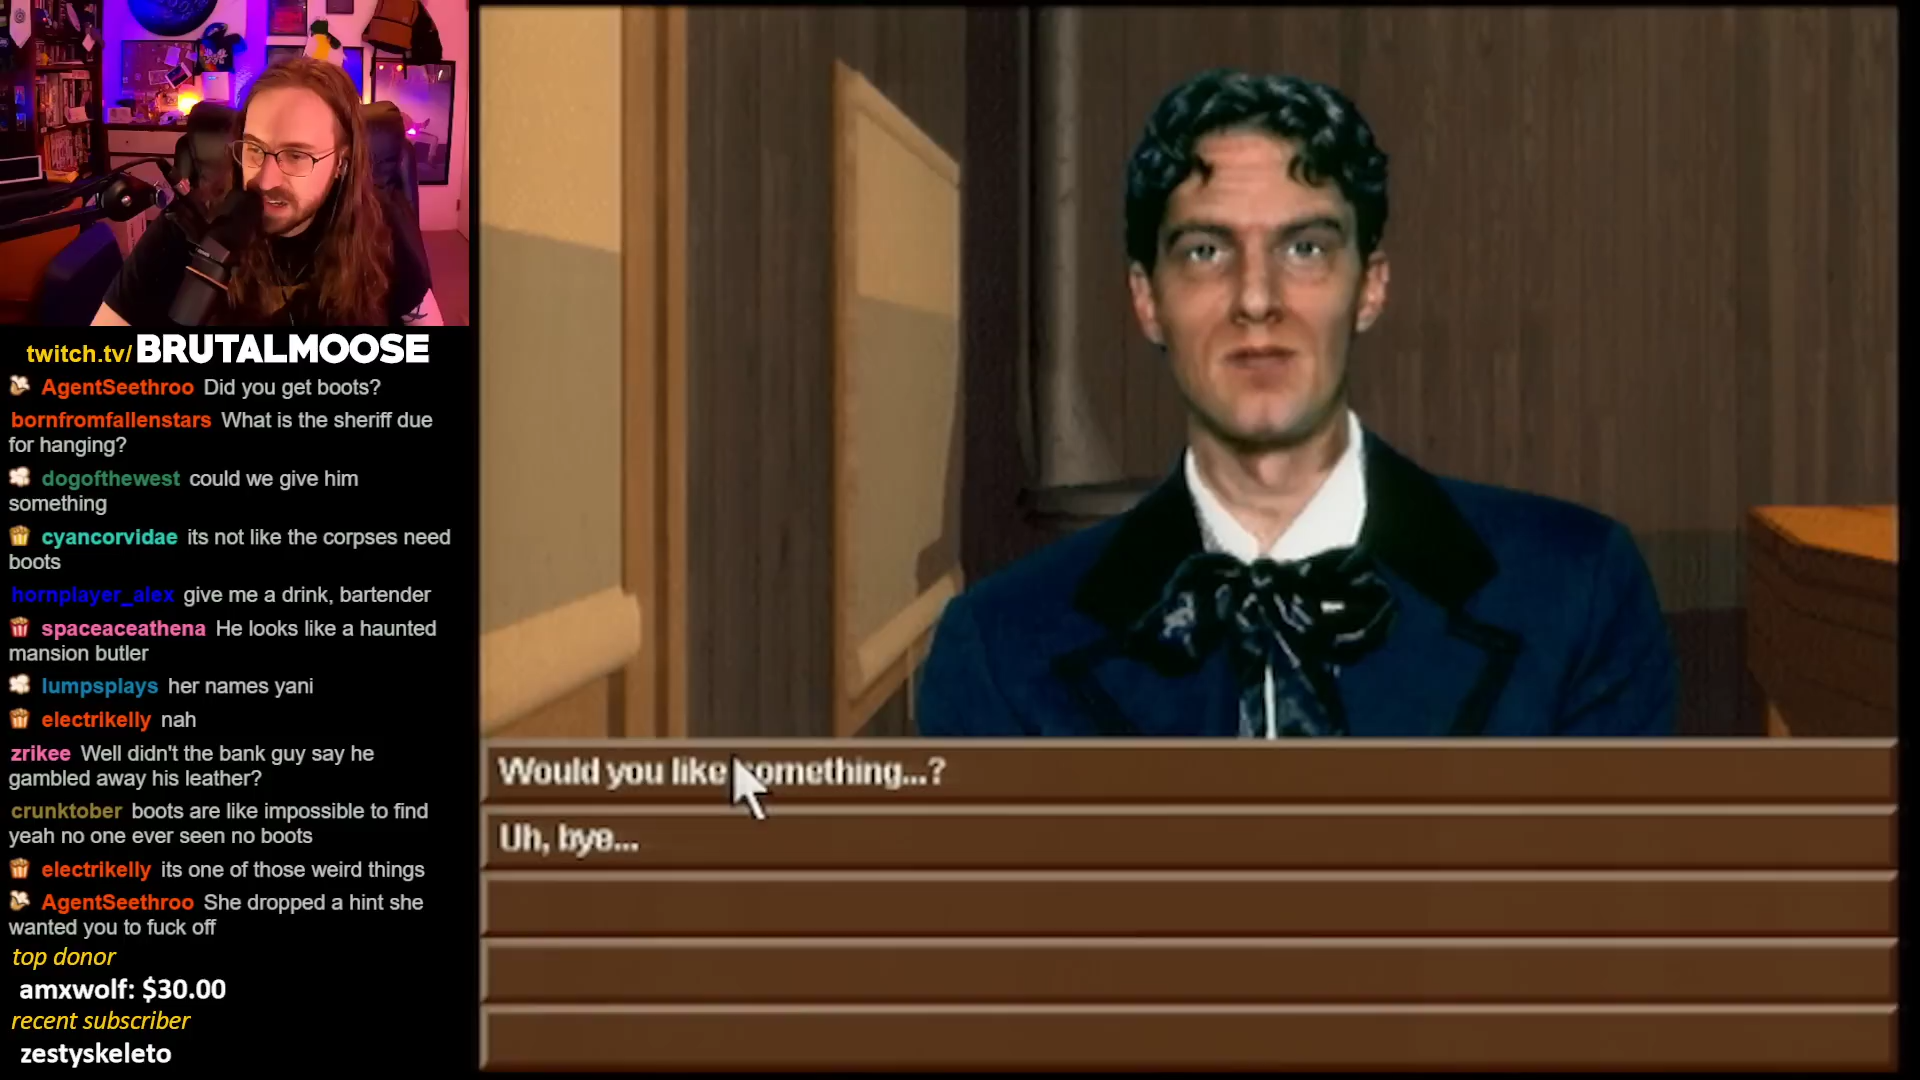 twitch.tv/BRUTALMOOSE
AgentSeethroo Did you get boots?
bornfromfallenstars What is the sheriff due
for hanging?
dogofthewest could we give him
something
cyancorvidae its not like the corpses need
boots
hornplayer_alex give me a drink, bartender
spaceaceathena He looks like a haunted
mansion butler
lumpsplays her names yani
electrikelly nah
zrikee Well didn't the bank guy say he
gambled away his leather?
crunktober boots are like impossible to find
yeah no one ever seen no boots
electrikelly its one of those weird things
AgentSeethroo She dropped a hint she
wanted you to fuck off
top donor
amxwolf: $30.00
recent subscriber
zestyskeleto
Would you like something...?
Uh, bye...